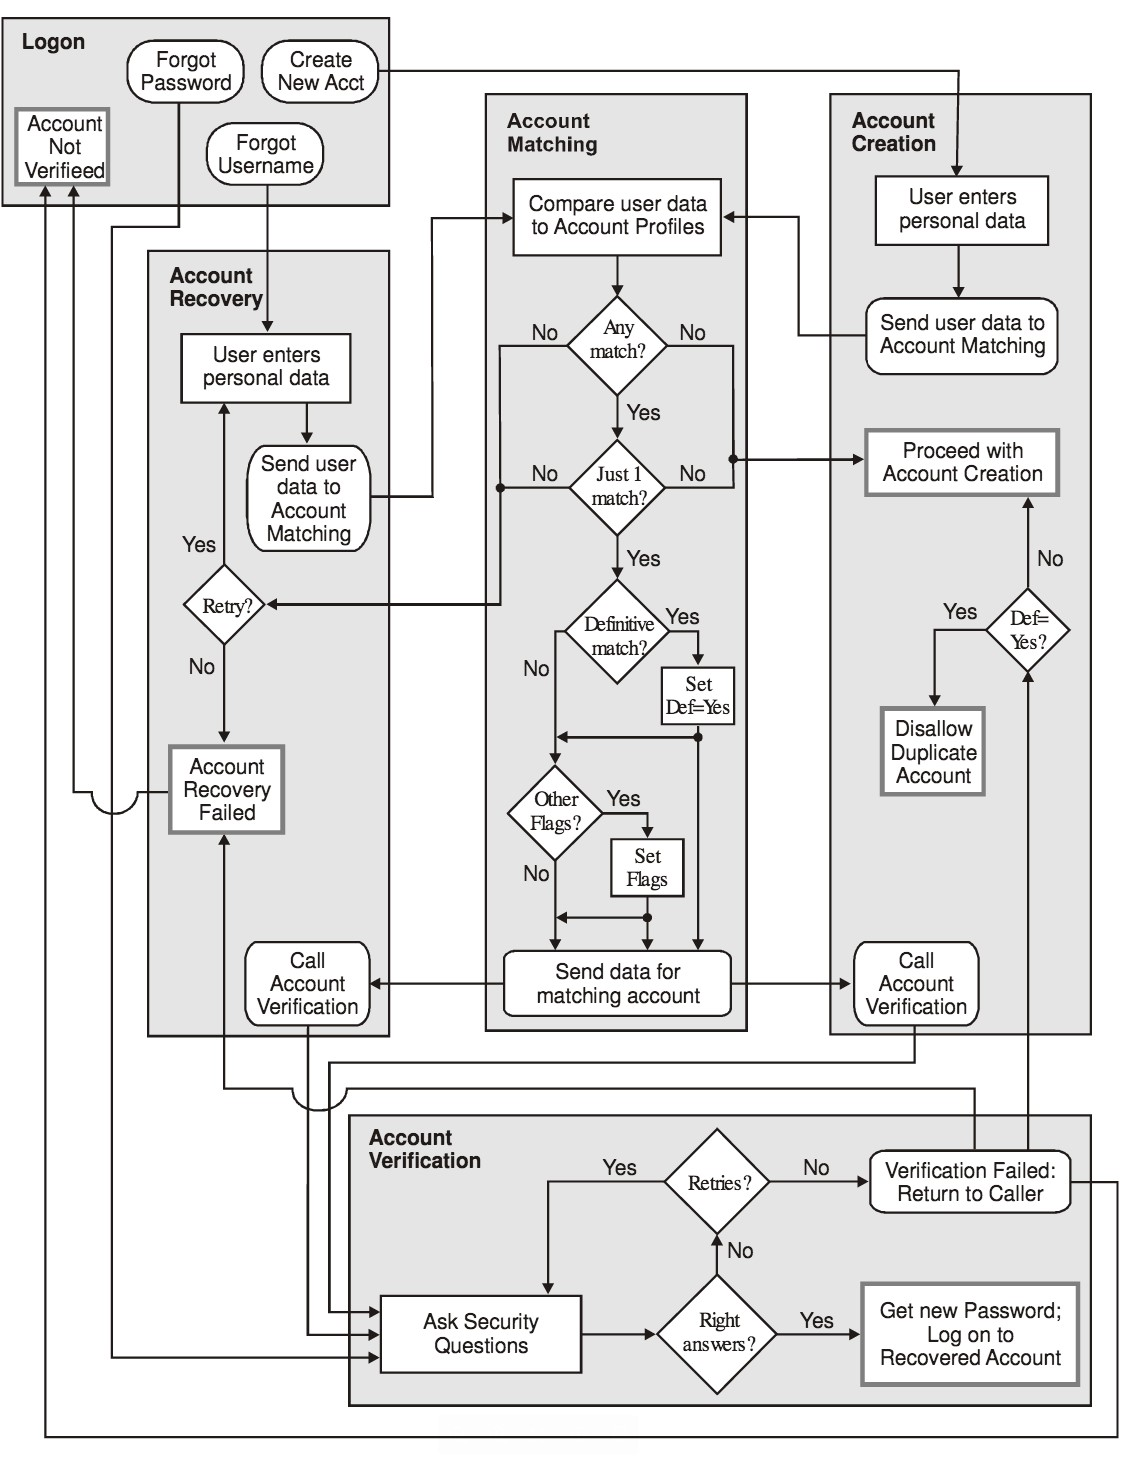 Logon
Forgot
Password
Create
New Acct
Account
Not
Verifieed
Forgot
Username
Account
Recovery
User enters
personal data
Send user
data to
Account
Matching
Yes
Retry?
No
Account
Recovery
Failed
Call
Account
Verification
Account
Matching
Compare user data
to Account Profiles
No
Any
match?
No
Yes
No
Just 1
match?
No
Yes
Definitive
match?
Yes
No
Set
Def=Yes
Other
Flags?
Yes
No
Set
Flags
Send data for
matching account
Account
Creation
User enters
personal data
Send user data to
Account Matching
Proceed with
Account Creation
No
Yes
Def=
Yes?
Disallow
Duplicate
Account
Call
Account
Verification
Account
Verification
Yes
Retries?
No
Verification Failed:
Return to Caller
No
Ask Security
Questions
Right
answers?
Yes
Get new Password;
Log on to
Recovered Account